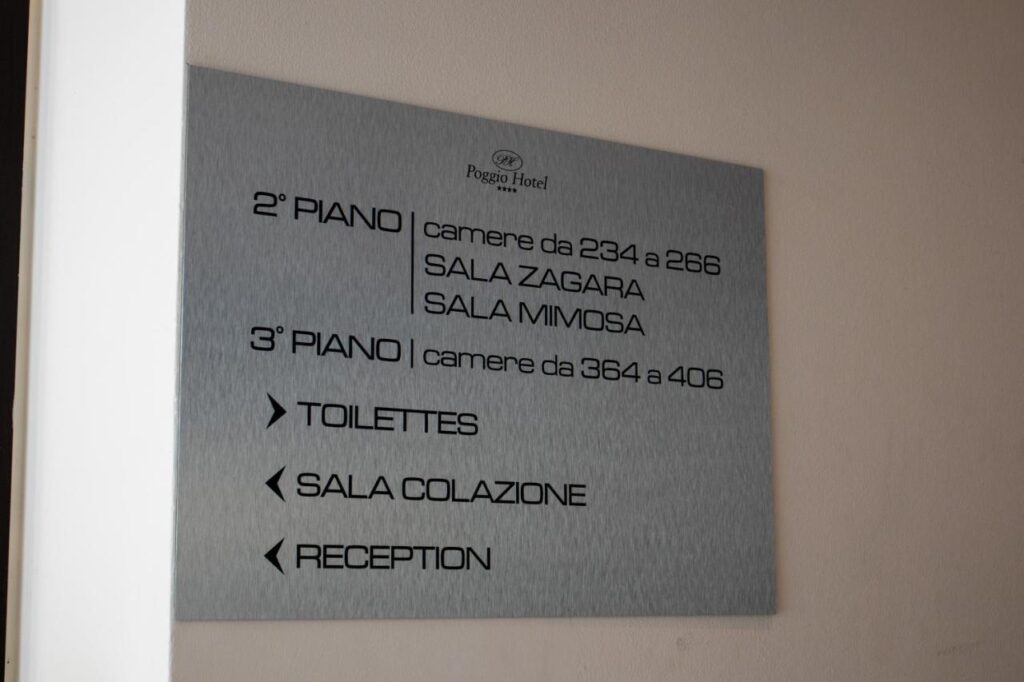 PH
Poggio Hotel
★★★★
2° PIANO | camere da 234 a 266
SALA ZAGARA
SALA MIMOSA
3° PIANO | camere da 364 a 406
TOILETTES
SALA COLAZIONE
RECEPTION